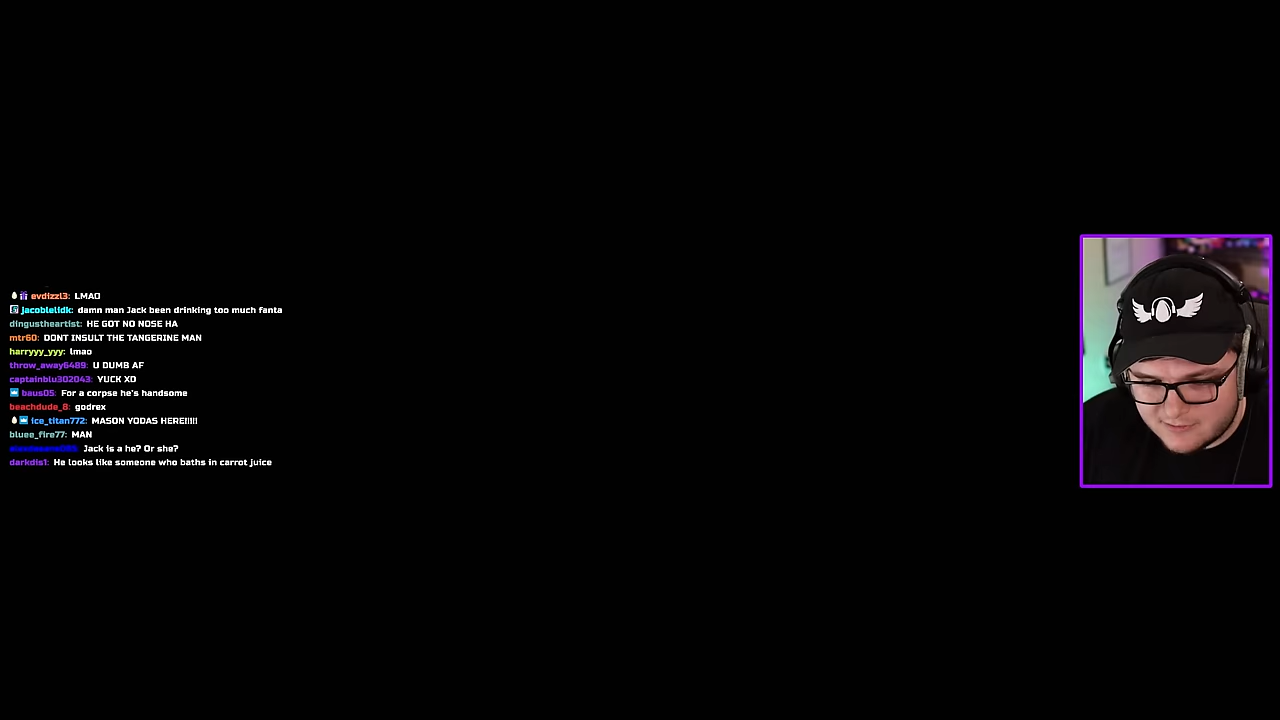 evdizzl3: LMAO
jacoblelldk: damn man Jack been drinking too much fanta
dingustheartist: HE GOT NO NOSE HA
mtr60: DONT INSULT THE TANGERINE MAN
harryyy_yyy: lmao
throw_away6489: U DUMB AF
captainblu302043: YUCK XD
baus05: For a corpse he's handsome
beachdude_8: godrex
ice_titan772: MASON YODAS HERE!!!!!
bluee_fire77: MAN
Jack is a he? Or she?
darkdis1: He looks like someone who baths in carrot juice